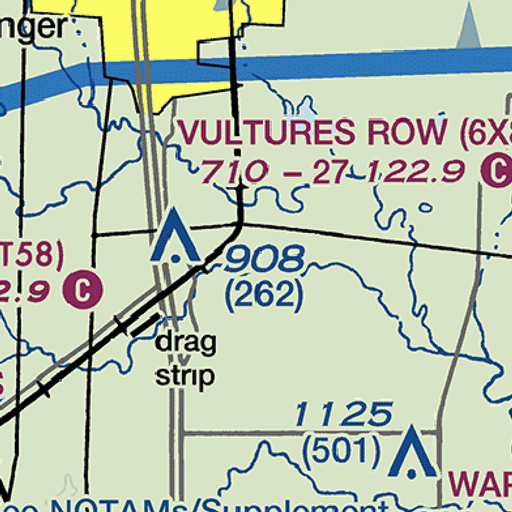 nger
VULTURES ROW (6X8
710 – 27 122.9 C
T58)
2.9 C
908
(262)
drag
strip
S
1125
(501)
WAR
ee NOTAMs/Supplement